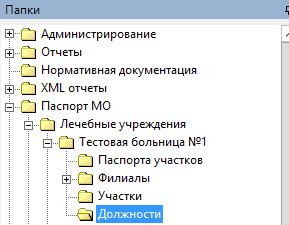 Папки
Администрирование
Отчеты
Нормативная документация
XML отчеты
Паспорт МО
Лечебные учреждения
Тестовая больница №1
Паспорта участков
Филиалы
Участки
Должности